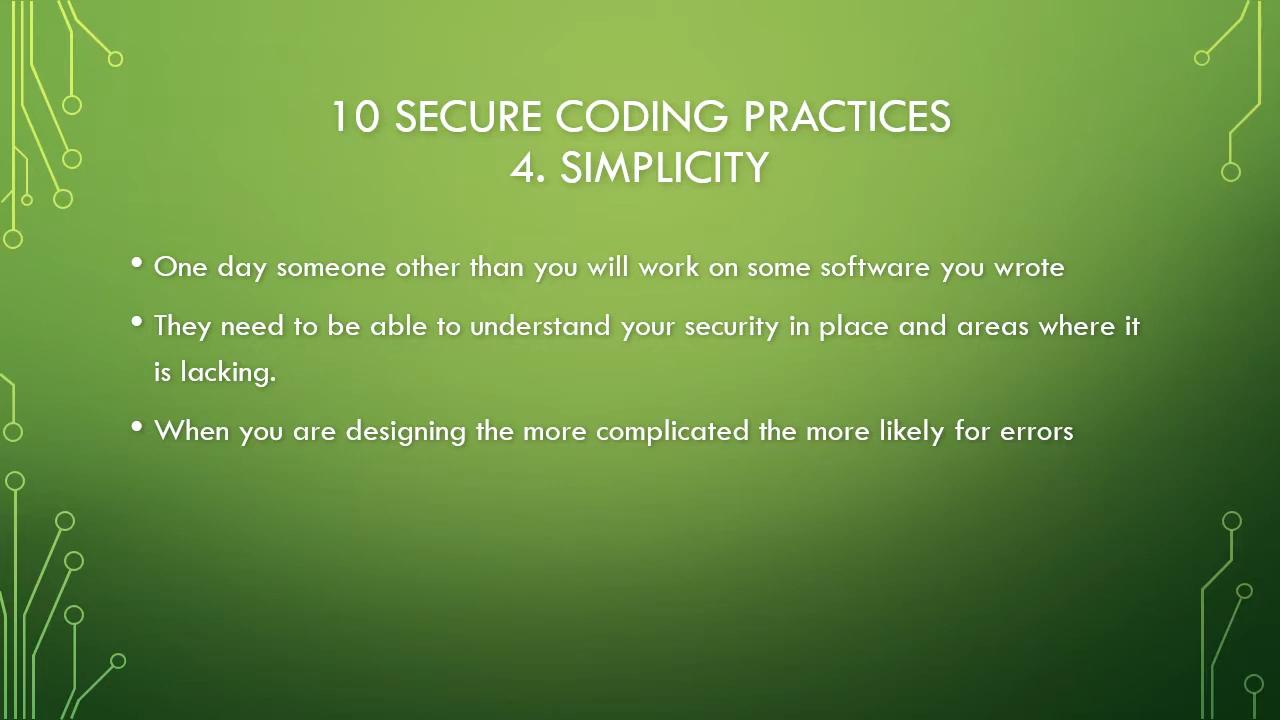 10 SECURE CODING PRACTICES
4. SIMPLICITY
• One day someone other than you will work on some software you wrote
• They need to be able to understand your security in place and areas where it
is lacking.
• When you are designing the more complicated the more likely for errors